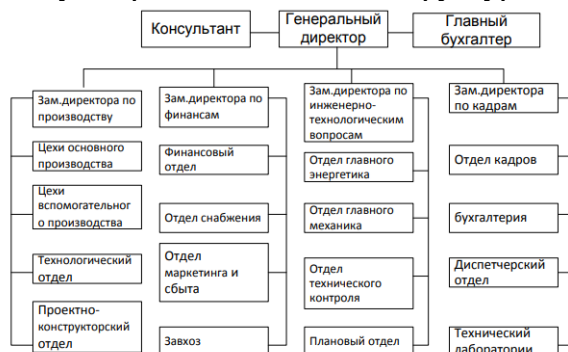 Консультант
Генеральный
директор
Главный
бухгалтер
Зам.директора по
производству
Зам.директора по
финансам
Зам.директора по
инженерно-
технологическим
вопросам
Зам.директора
по кадрам
Цехи основного
производства
Финансовый
отдел
Отдел главного
энергетика
Отдел кадров
Цехи
вспомогательног
о производства
Отдел снабжения
Отдел главного
механика
бухгалтерия
Технологический
отдел
Отдел
маркетинга и
сбыта
Отдел
технического
контроля
Диспетчерский
отдел
Проектно-
конструкторский
отдел
Завхоз
Плановый отдел
Технический
лаборатории